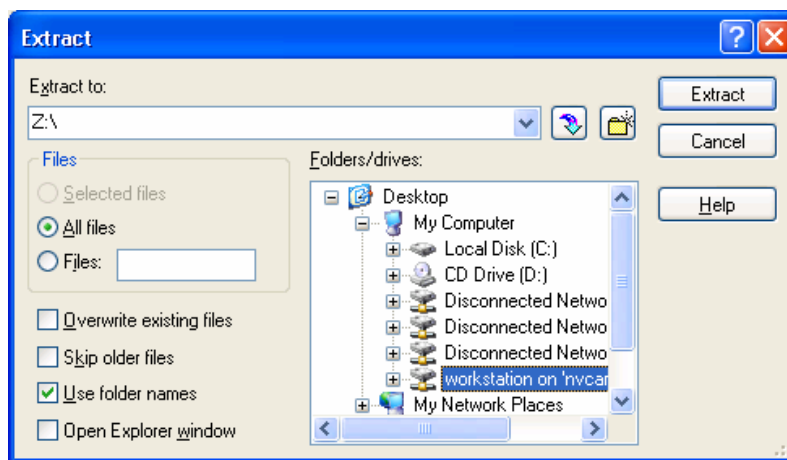 Extract
Extract to:
Z:\
Extract
Cancel
Help
Files
Selected files
All files
Files:
Overwrite existing files
Skip older files
Use folder names
Open Explorer window
Folders/drives:
Desktop
My Computer
Local Disk (C:)
CD Drive (D:)
Disconnected Netwo
Disconnected Netwo
Disconnected Netwo
workstation on 'nvcar
My Network Places